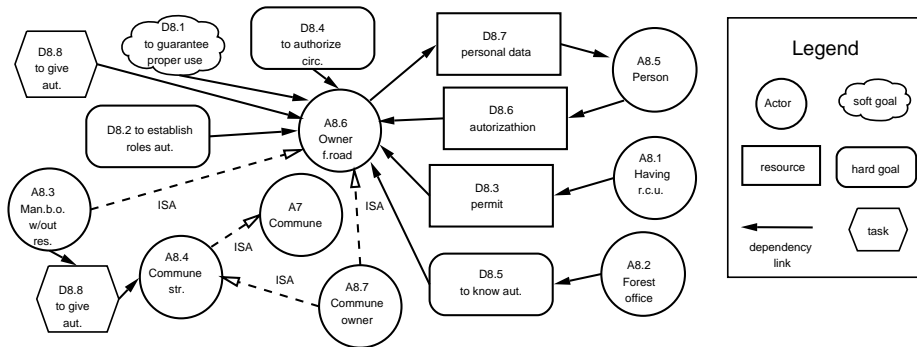 D8.8
to give
aut.
D8.1
to guarantee
proper use
D8.4
to authorize
circ.
D8.7
personal data
A8.5
Person
D8.2 to establish
roles aut.
A8.6
Owner
f.road
D8.6
autorizathion
A8.3
Man.b.o.
w/out
res.
ISA
A7
Commune
ISA
D8.3
permit
A8.1
Having
r.c.u.
ISA
A8.4
Commune
str.
ISA
D8.8
to give
aut.
A8.7
Commune
owner
D8.5
to know aut.
A8.2
Forest
office
Legend
Actor
soft goal
resource
hard goal
dependency
link
task